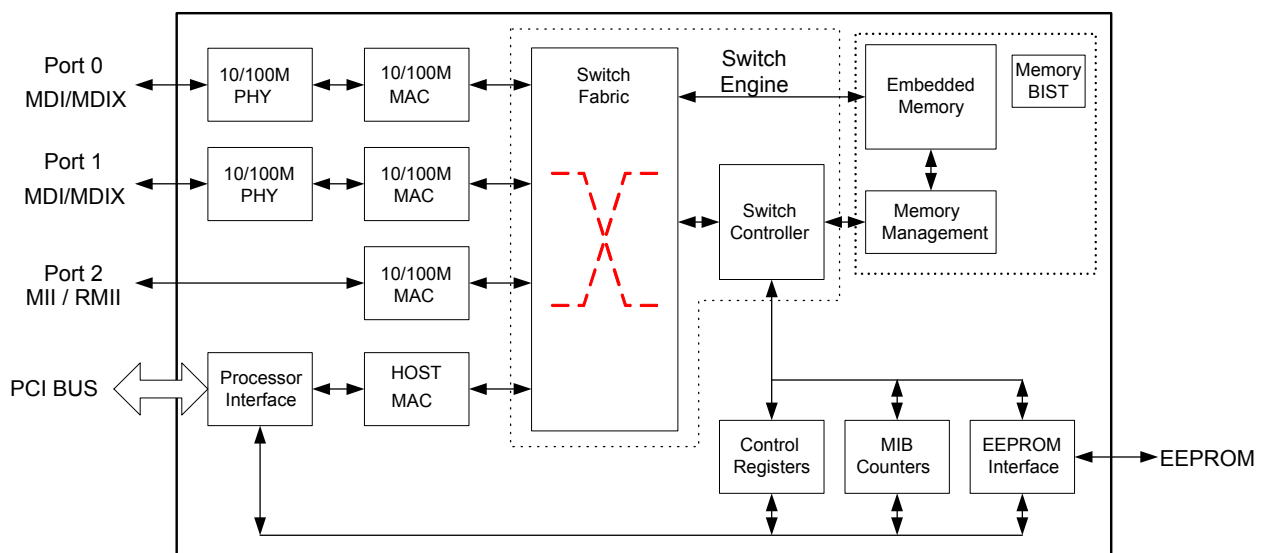 Port 0
MDI/MDIX
10/100M
PHY
10/100M
MAC
Switch
Fabric
Switch
Engine
Embedded
Memory
Memory
BIST
Port 1
MDI/MDIX
10/100M
PHY
10/100M
MAC
Switch
Controller
Memory
Management
Port 2
MII / RMII
10/100M
MAC
PCI BUS
Processor
Interface
HOST
MAC
Control
Registers
MIB
Counters
EEPROM
Interface
EEPROM